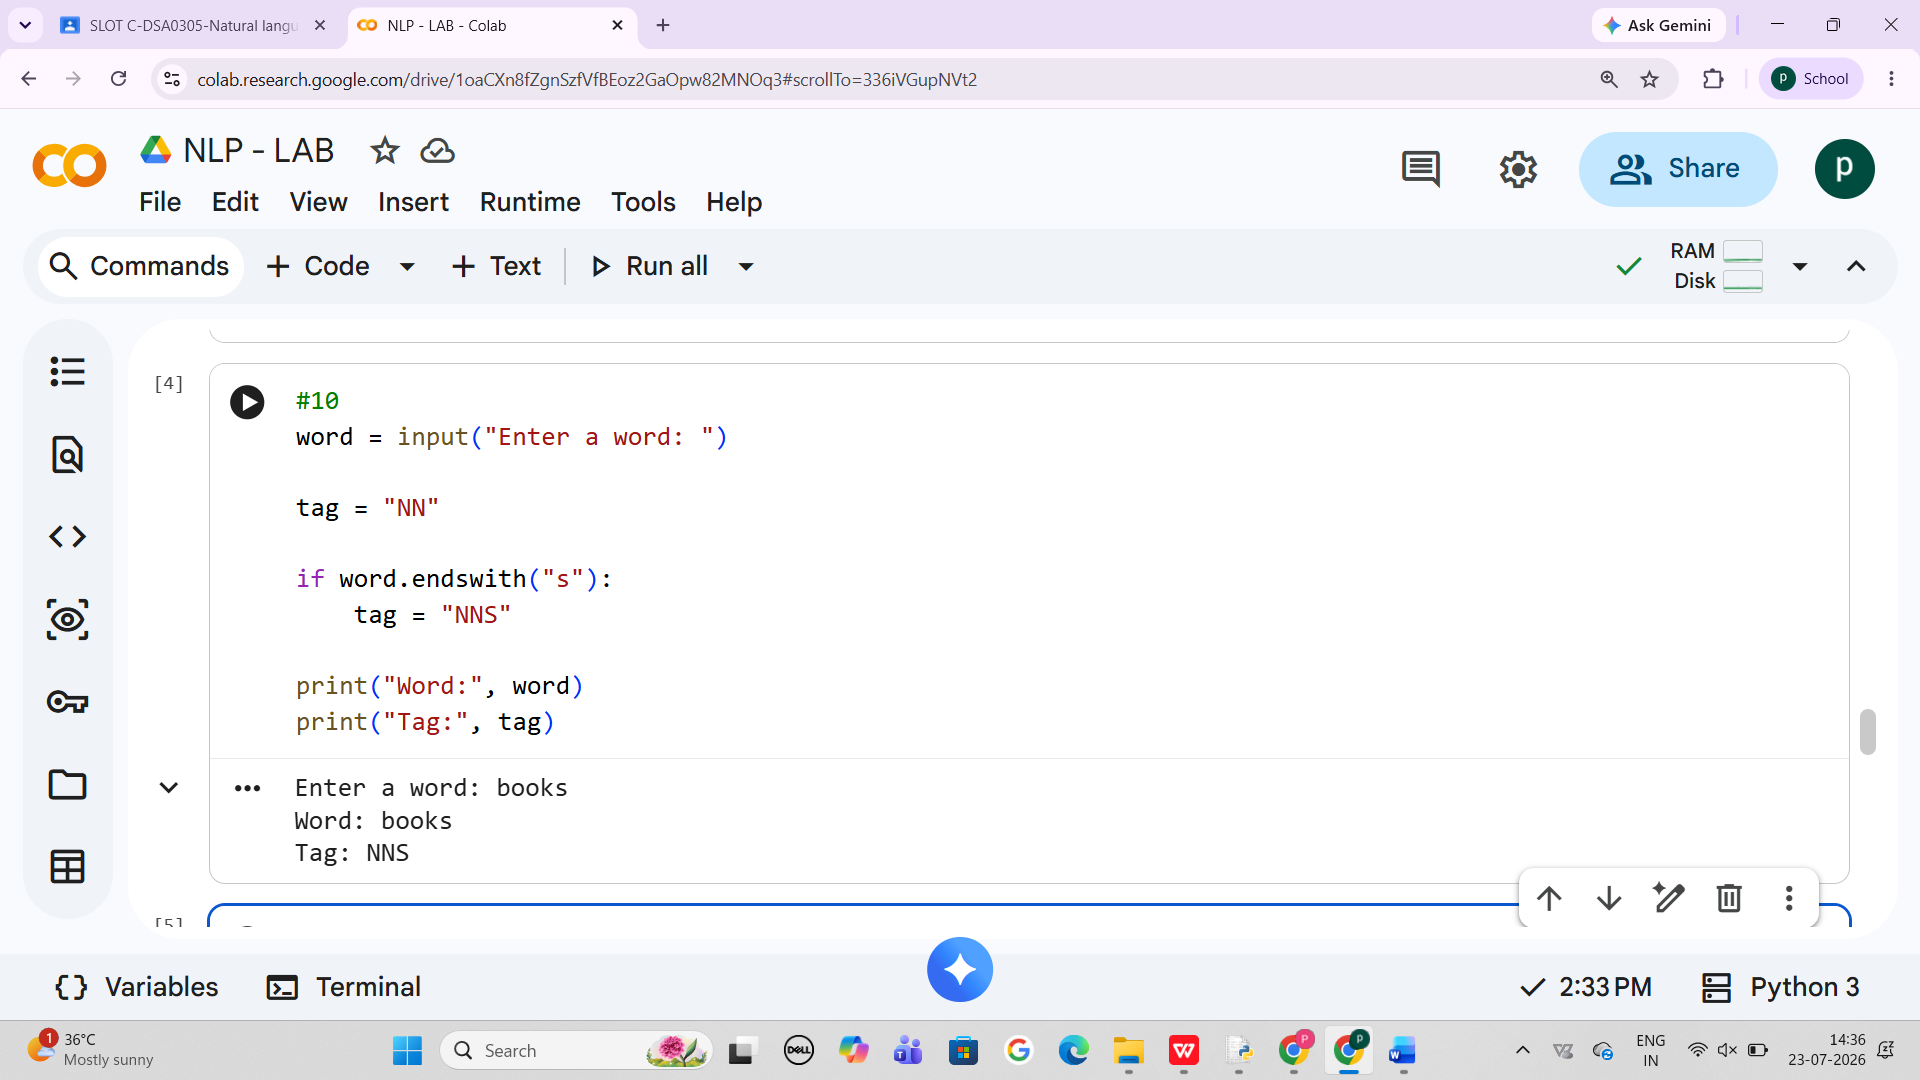 SLOT C-DSA0305-Natural langu
NLP - LAB - Colab
Ask Gemini
colab.research.google.com/drive/1oaCXn8fZgnSzfVfBEoz2GaOpw82MNOq3#scrollTo=336iVGupNVt2
P School
NLP - LAB
Share
p
File Edit View Insert Runtime Tools Help
Commands + Code + Text Run all
RAM
Disk
[4]
#10
word = input("Enter a word: ")
tag = "NN"
if word.endswith("s"):
    tag = "NNS"
print("Word:", word)
print("Tag:", tag)
Enter a word: books
Word: books
Tag: NNS
[5]
{} Variables Terminal
2:33 PM Python 3
1
36°C
Mostly sunny
Search
DELL
ENG
IN
14:36
23-07-2026